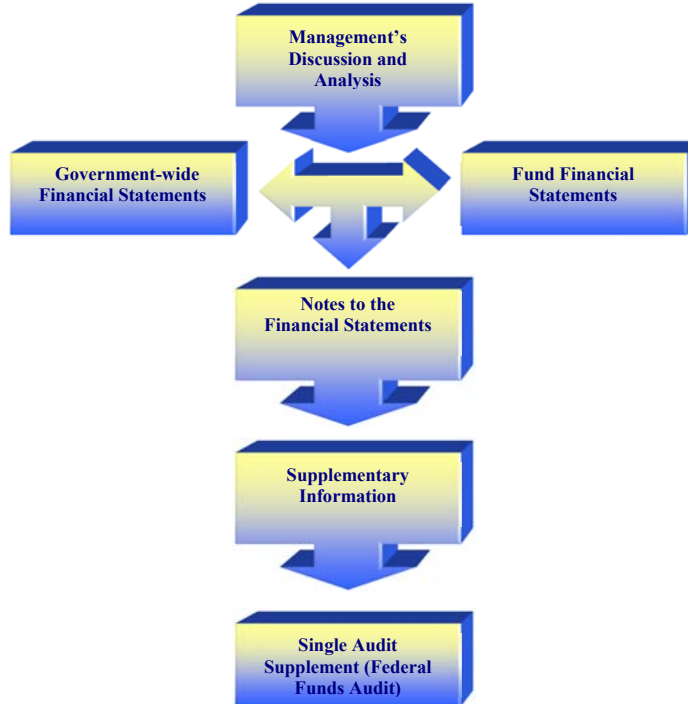 Management’s
Discussion and
Analysis
Government-wide
Financial Statements
Fund Financial
Statements
Notes to the
Financial Statements
Supplementary
Information
Single Audit
Supplement (Federal
Funds Audit)